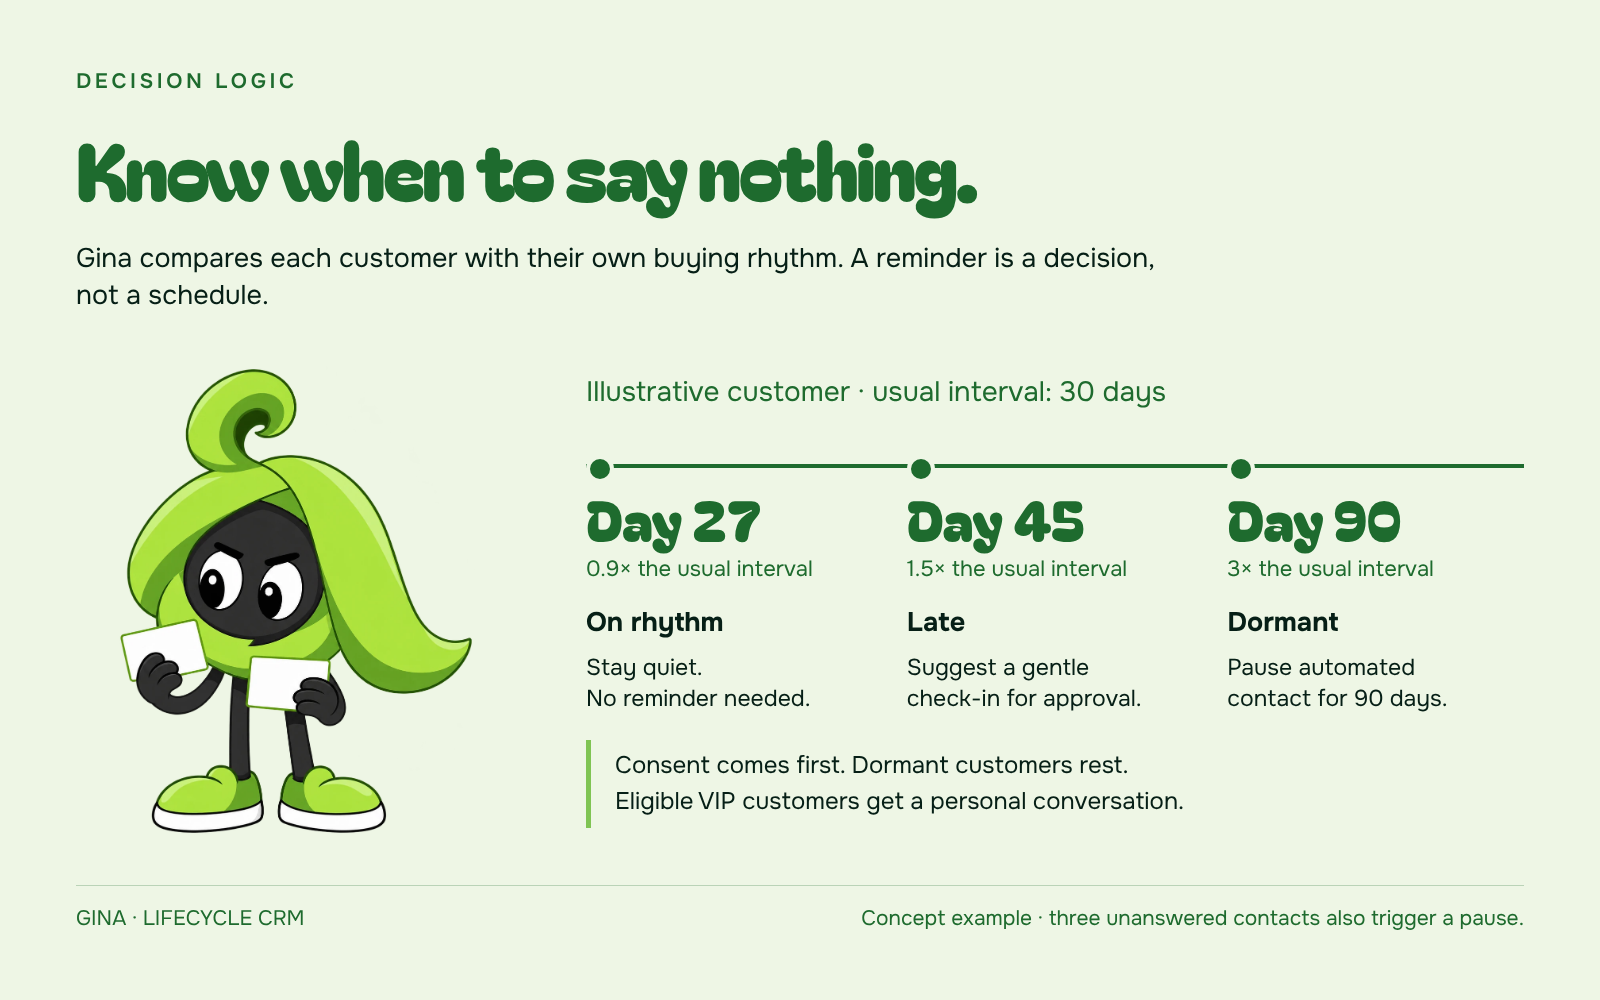 DECISION LOGIC
Know when to say nothing.
Gina compares each customer with their own buying rhythm. A reminder is a decision,
not a schedule.
Illustrative customer · usual interval: 30 days
Day 27
0.9× the usual interval
On rhythm
Stay quiet.
No reminder needed.
Day 45
1.5× the usual interval
Late
Suggest a gentle
check-in for approval.
Day 90
3× the usual interval
Dormant
Pause automated
contact for 90 days.
Consent comes first. Dormant customers rest.
Eligible VIP customers get a personal conversation.
GINA · LIFECYCLE CRM
Concept example · three unanswered contacts also trigger a pause.